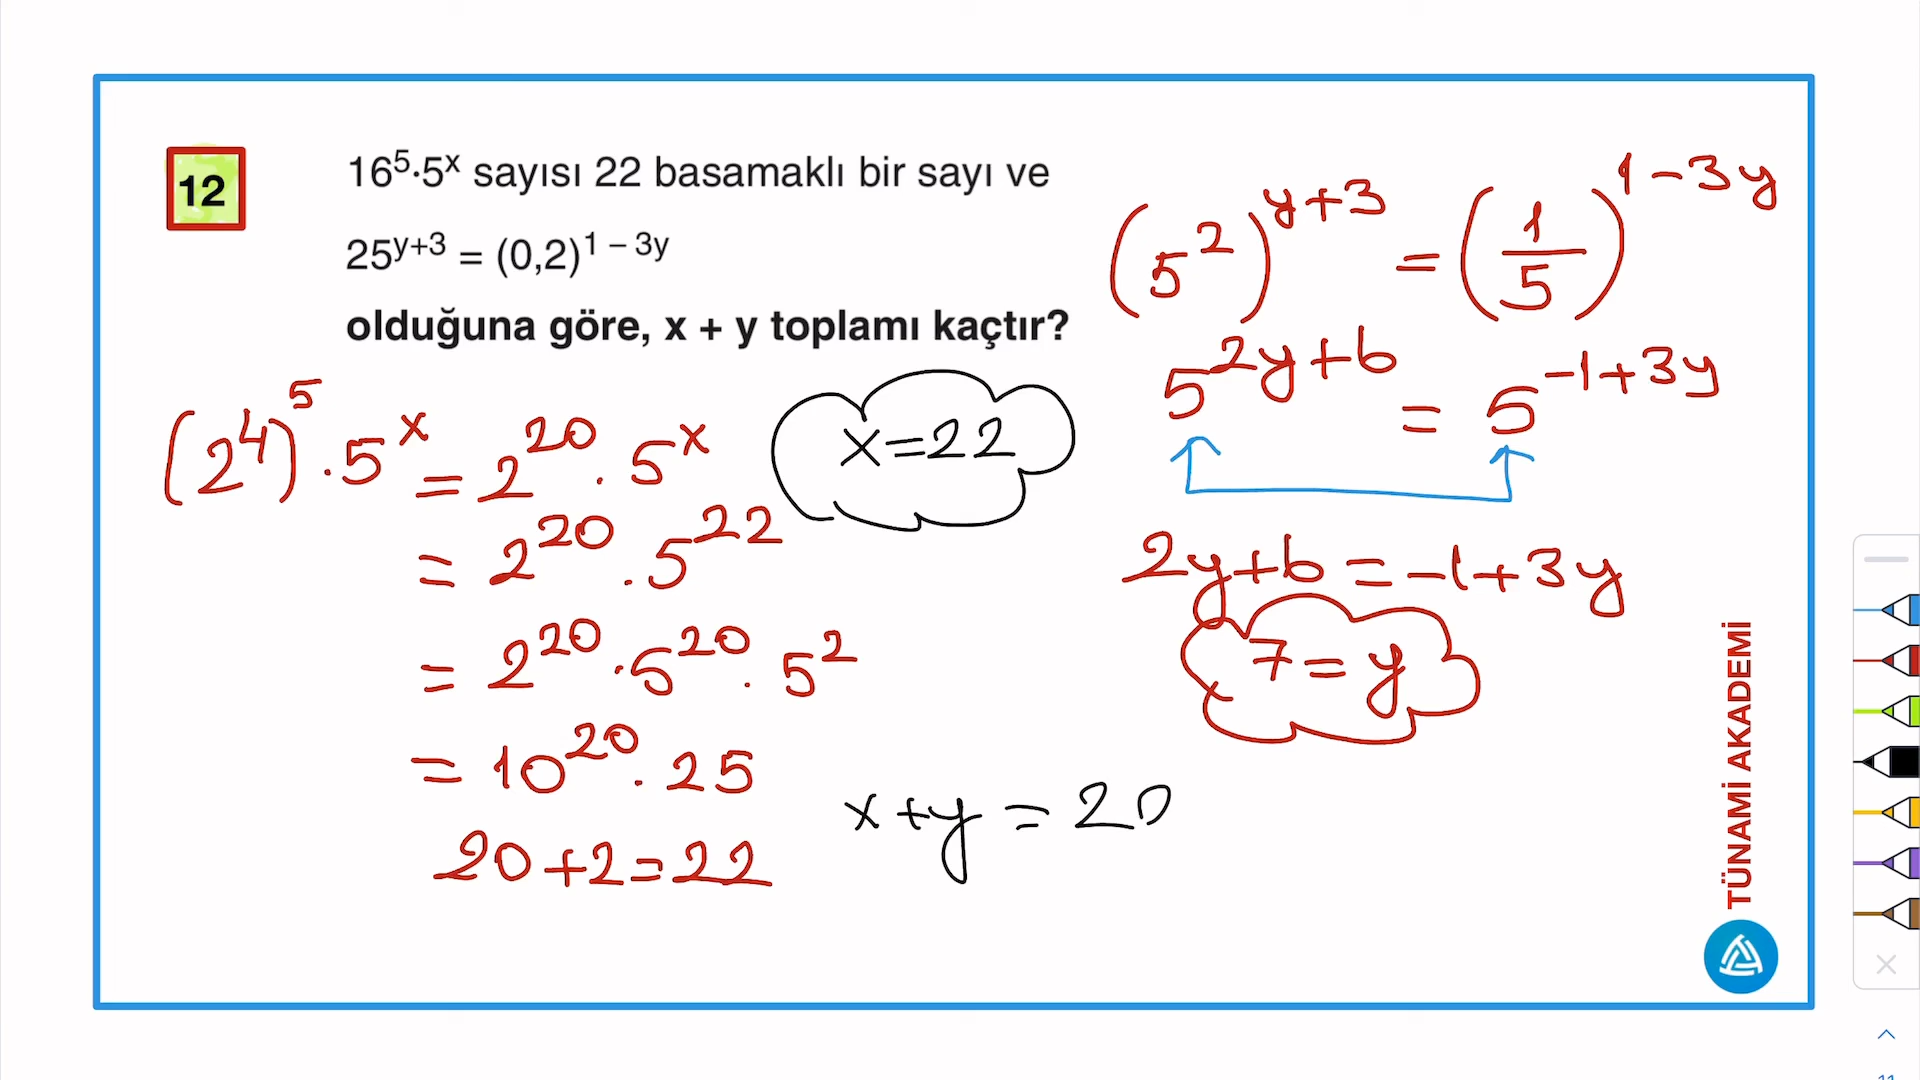 12
16⁵·5ˣ sayısı 22 basamaklı bir sayı ve
25ʸ⁺³ = (0,2)¹ ⁻ ³ʸ
olduğuna göre, x + y toplamı kaçtır?
(2⁴)⁵ · 5ˣ = 2²⁰ · 5ˣ
= 2²⁰ · 5²²
= 2²⁰ · 5²⁰ · 5²
= 10²⁰ · 25
20 + 2 = 22
x = 22
(5²)ʸ⁺³ = (1/5)¹⁻³ʸ
5²ʸ⁺⁶ = 5⁻¹⁺³ʸ
2y + 6 = -1 + 3y
7 = y
x + y = 20
TÜNAMİ AKADEMİ